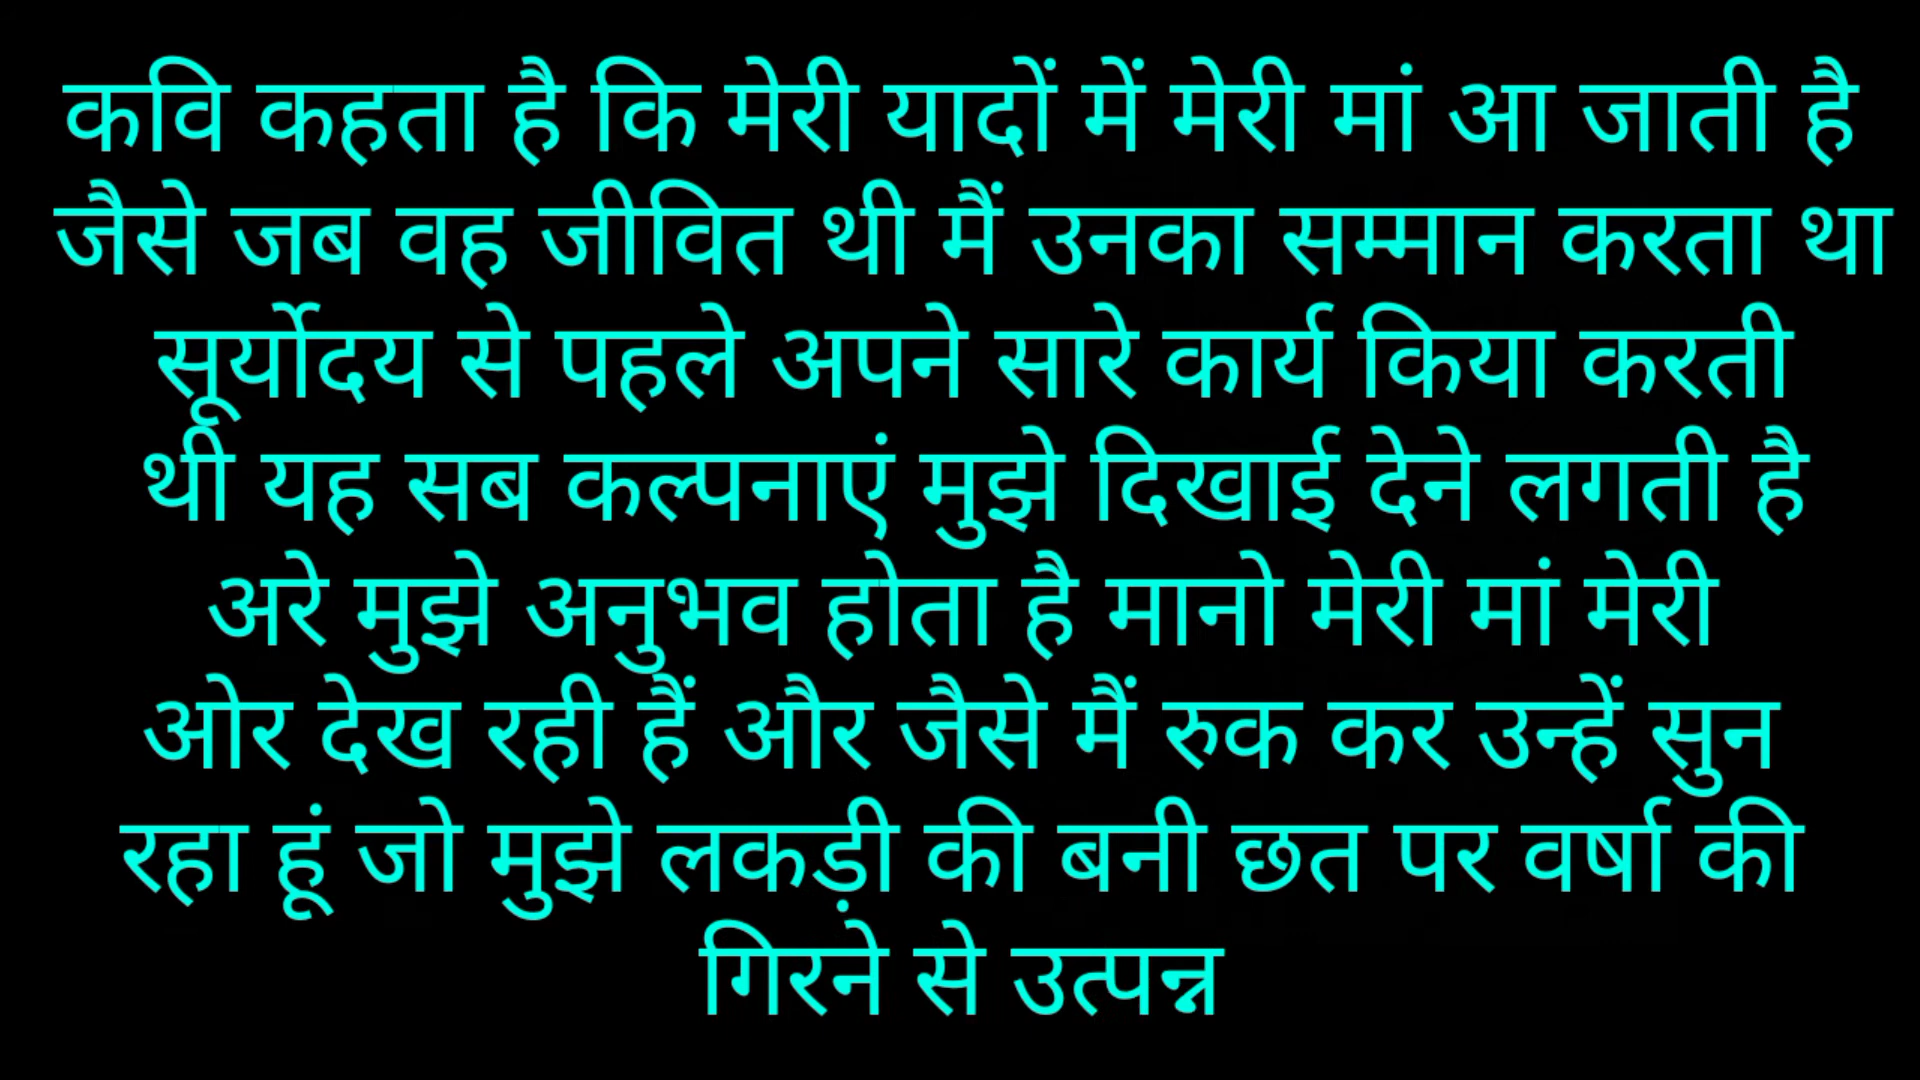 कवि कहता है कि मेरी यादों में मेरी मां आ जाती है
जैसे जब वह जीवित थी मैं उनका सम्मान करता था
सूर्योदय से पहले अपने सारे कार्य किया करती
थी यह सब कल्पनाएं मुझे दिखाई देने लगती है
अरे मुझे अनुभव होता है मानो मेरी मां मेरी
ओर देख रही हैं और जैसे मैं रुक कर उन्हें सुन
रहा हूं जो मुझे लकड़ी की बनी छत पर वर्षा की
गिरने से उत्पन्न